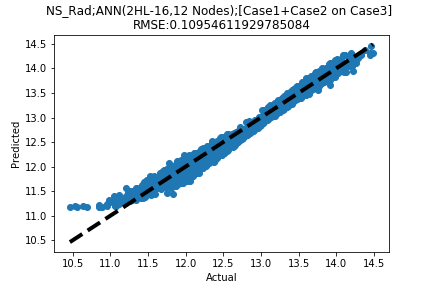 NS_Rad;ANN(2HL-16,12 Nodes);[Case1+Case2 on Case3]
RMSE:0.10954611929785084
14.5
14.0
13.5
13.0
12.5
12.0
11.5
11.0
10.5
Predicted
10.5 11.0 11.5 12.0 12.5 13.0 13.5 14.0 14.5
Actual